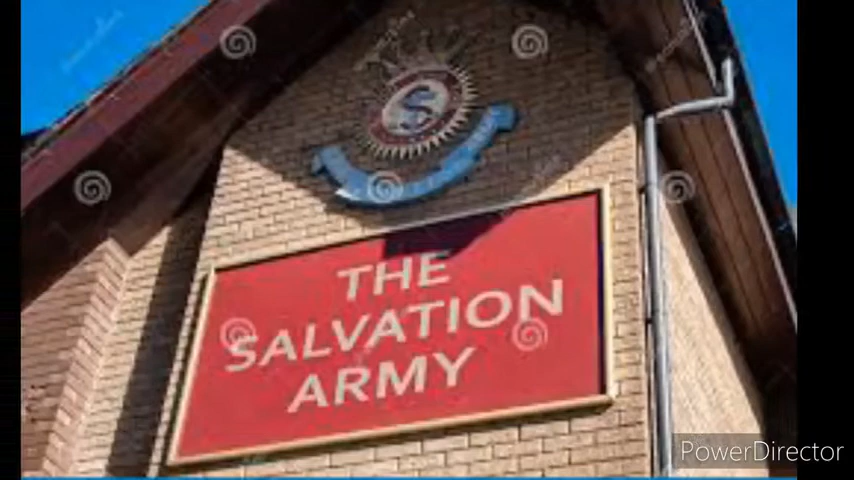 S
THE
SALVATION
ARMY
PowerDirector